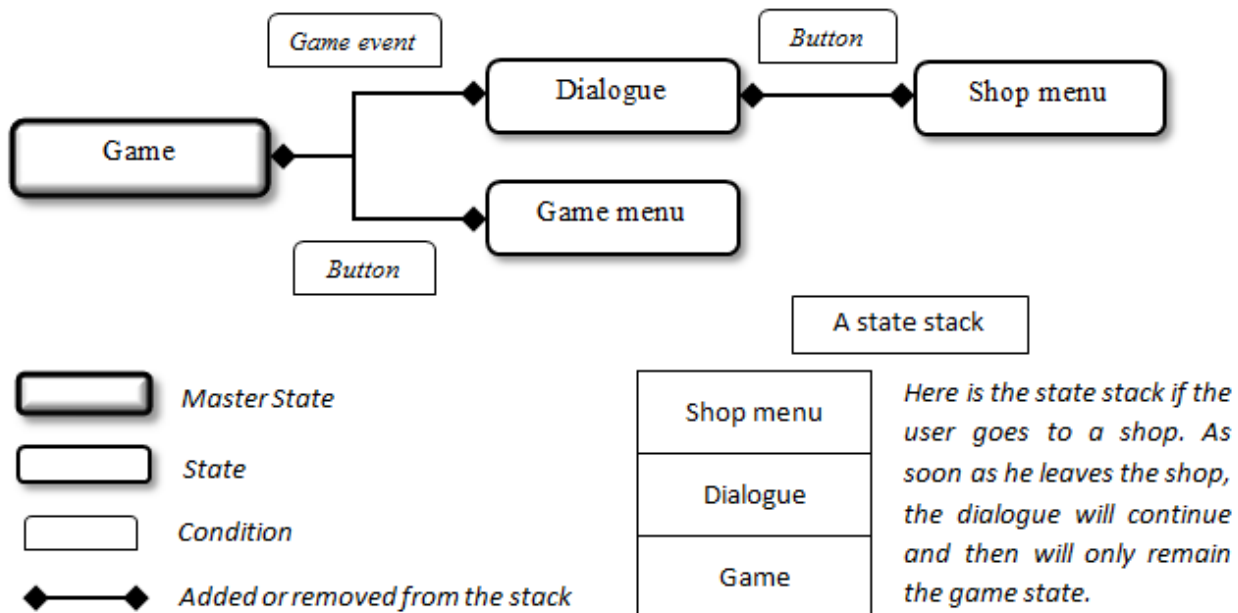 Game event
Button
Dialogue
Shop menu
Game
Game menu
Button
A state stack
Master State
State
Condition
Added or removed from the stack
Shop menu
Dialogue
Game
Here is the state stack if the
user goes to a shop. As
soon as he leaves the shop,
the dialogue will continue
and then will only remain
the game state.